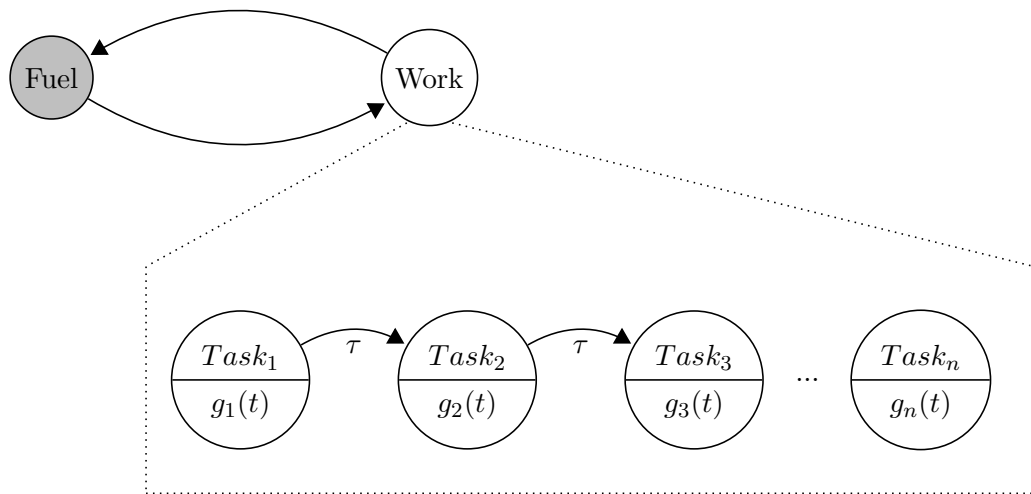 Fuel
Work
τ
τ
Task₁
Task₂
Task₃
...
Taskₙ
g₁(t)
g₂(t)
g₃(t)
gₙ(t)